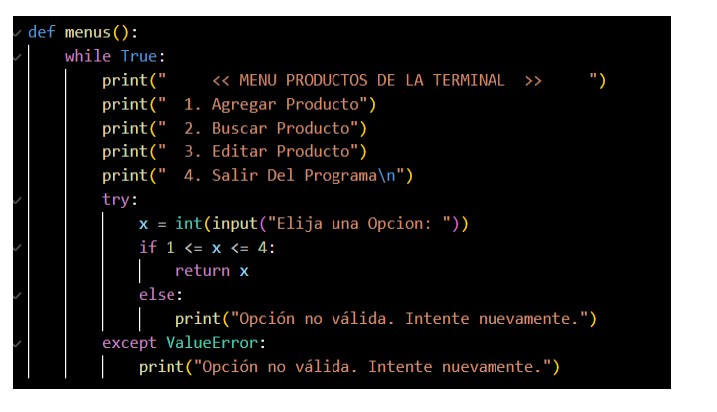 def menus():
    while True:
        print("     << MENU PRODUCTOS DE LA TERMINAL  >>     ")
        print("  1. Agregar Producto")
        print("  2. Buscar Producto")
        print("  3. Editar Producto")
        print("  4. Salir Del Programa\n")
        try:
            x = int(input("Elija una Opcion: "))
            if 1 <= x <= 4:
                return x
            else:
                print("Opción no válida. Intente nuevamente.")
        except ValueError:
            print("Opción no válida. Intente nuevamente.")